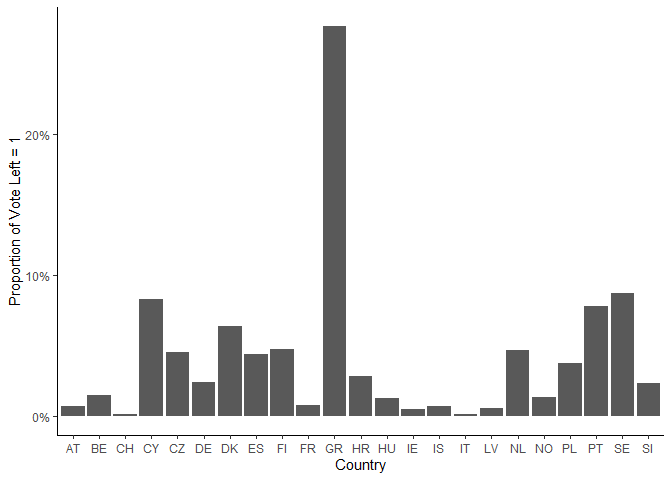 Proportion of Vote Left = 1
20%
10%
0%
AT BE CH CY CZ DE DK ES FI FR GR HR HU IE IS IT LV NL NO PL PT SE SI
Country